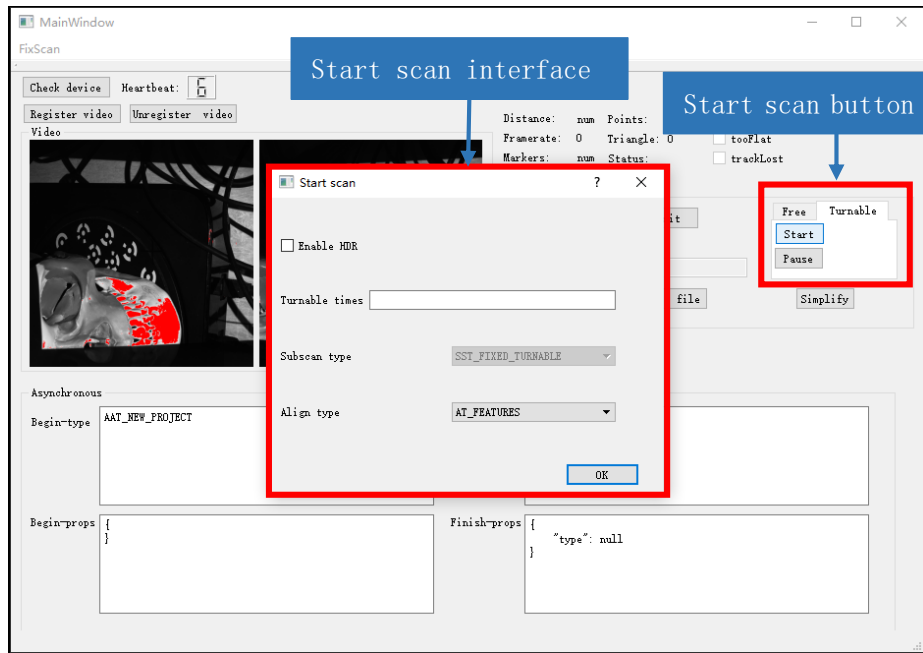 MainWindow
FixScan
Start scan interface
Check device Heartbeat: 6
Start scan button
Register video Unregister video
Video
Distance: num Points:
Framerate: 0 Triangle: 0 tooFlat
Markers: num Status: trackLost
Start scan ? X
it
Free Turnable
Start
Enable HDR
Pause
Turnable times
file
Simplify
Subscan type SST_FIXED_TURNABLE
Asynchronous
Align type AT_FEATURES
Begin-type AAT_NEW_PROJECT
OK
Begin-props {
}
Finish-props {
"type": null
}